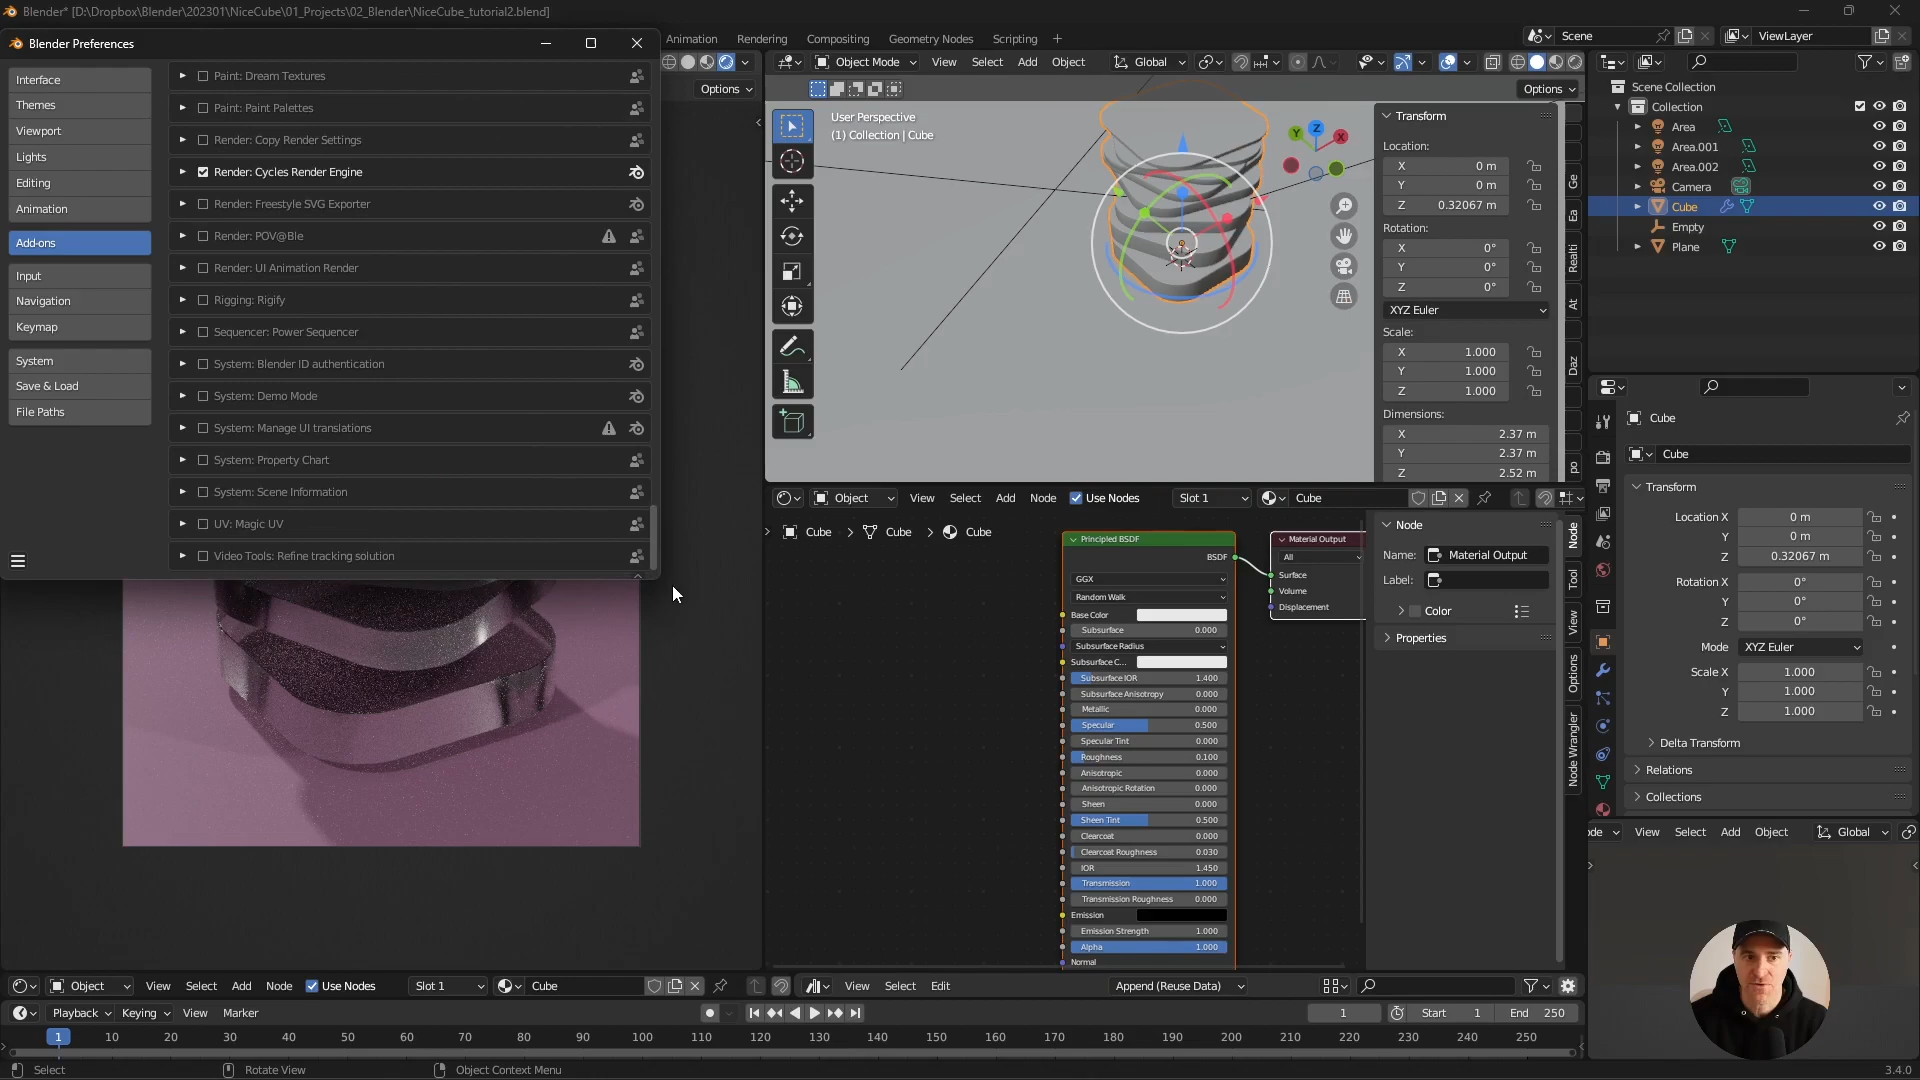 Blender* [D:\Dropbox\Blender\202301\NiceCube\01_Projects\02_Blender\NiceCube_tutorial2.blend]
Blender Preferences
Animation
Rendering
Compositing
Geometry Nodes
Scripting
Scene
ViewLayer
Interface
Themes
Viewport
Lights
Editing
Animation
Add-ons
Input
Navigation
Keymap
System
Save & Load
File Paths
Paint: Dream Textures
Paint: Paint Palettes
Render: Copy Render Settings
Render: Cycles Render Engine
Render: Freestyle SVG Exporter
Render: POV@Ble
Render: UI Animation Render
Rigging: Rigify
Sequencer: Power Sequencer
System: Blender ID authentication
System: Demo Mode
System: Manage UI translations
System: Property Chart
System: Scene Information
UV: Magic UV
Video Tools: Refine tracking solution
Options
Object Mode
View
Select
Add
Object
Global
Options
User Perspective
(1) Collection | Cube
Z
Y
X
Transform
Location:
X 0 m
Y 0 m
Z 0.32067 m
Rotation:
X 0°
Y 0°
Z 0°
XYZ Euler
Scale:
X 1.000
Y 1.000
Z 1.000
Dimensions:
X 2.37 m
Y 2.37 m
Z 2.52 m
Ge
Ea
Realti
At
Daz
po
Scene Collection
Collection
Area
Area.001
Area.002
Camera
Cube
Empty
Plane
Cube
Cube
Transform
Location X 0 m
Y 0 m
Z 0.32067 m
Rotation X 0°
Y 0°
Z 0°
Mode XYZ Euler
Scale X 1.000
Y 1.000
Z 1.000
Delta Transform
Relations
Collections
ode View Select Add Object Global
Object View Select Add Node Use Nodes Slot 1 Cube
Cube Cube Cube
Principled BSDF
BSDF
GGX
Random Walk
Base Color
Subsurface 0.000
Subsurface Radius
Subsurface C...
Subsurface IOR 1.400
Subsurface Anisotropy 0.000
Metallic 0.000
Specular 0.500
Specular Tint 0.000
Roughness 0.100
Anisotropic 0.000
Anisotropic Rotation 0.000
Sheen 0.000
Sheen Tint 0.500
Clearcoat 0.000
Clearcoat Roughness 0.030
IOR 1.450
Transmission 1.000
Transmission Roughness 0.000
Emission
Emission Strength 1.000
Alpha 1.000
Normal
Material Output
All
Surface
Volume
Displacement
Node
Name: Material Output
Label:
Color
Properties
Node
Tool
View
Options
Node Wrangler
Object View Select Add Node Use Nodes Slot 1 Cube
View Select Edit Append (Reuse Data)
Playback Keying View Marker
1 Start 1 End 250
1 10 20 30 40 50 60 70 80 90 100 110 120 130 140 150 160 170 180 190 200 210 220 230 240 250
Select
Rotate View
Object Context Menu
3.4.0